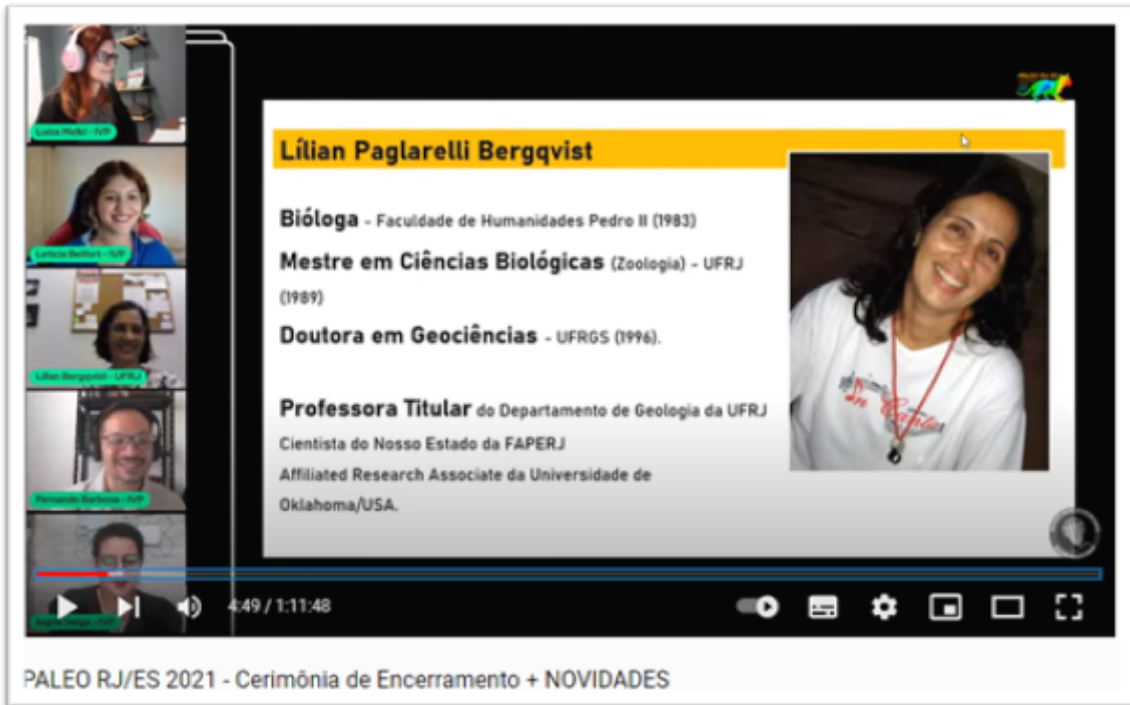 Luiza Melki - IVP
Letícia Belfort - IVP
Lílian Bergqvist - UFRJ
Fernando Barbosa - IVP
Lílian Paglarelli Bergqvist
Bióloga - Faculdade de Humanidades Pedro II (1983)
Mestre em Ciências Biológicas (Zoologia) - UFRJ
(1989)
Doutora em Geociências - UFRGS (1996).
Professora Titular do Departamento de Geologia da UFRJ
Cientista do Nosso Estado da FAPERJ
Affiliated Research Associate da Universidade de
Oklahoma/USA.
4:49 / 1:11:48
PALEO RJ/ES 2021 - Cerimônia de Encerramento + NOVIDADES